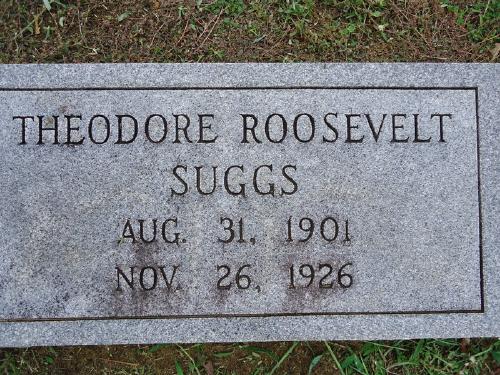 THEODORE ROOSEVELT
SUGGS
AUG. 31, 1901
NOV. 26, 1926